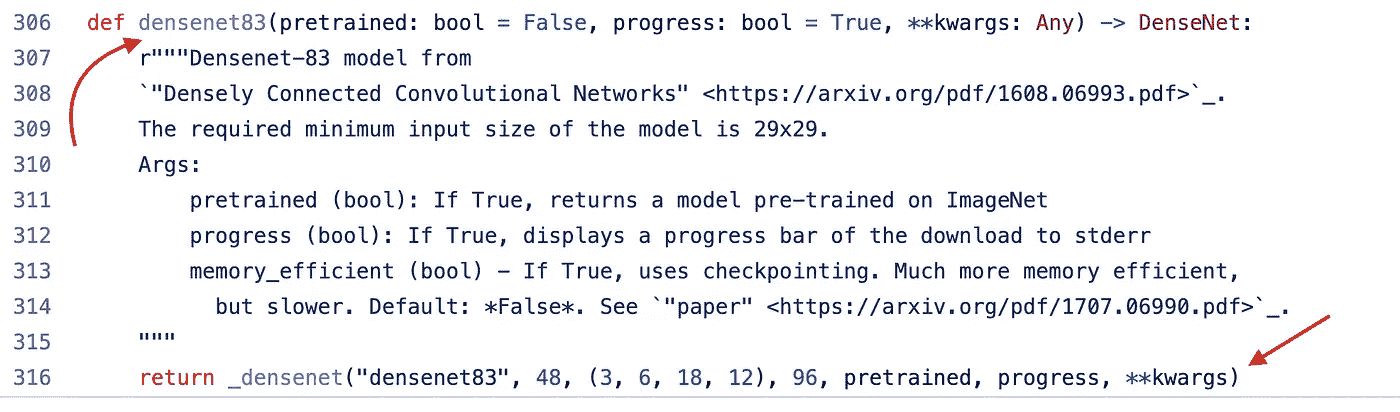 306 def densenet83(pretrained: bool = False, progress: bool = True, **kwargs: Any) -> DenseNet:
307 r"""Densenet-83 model from
308 `"Densely Connected Convolutional Networks" <https://arxiv.org/pdf/1608.06993.pdf>`_.
309 The required minimum input size of the model is 29x29.
310 Args:
311 pretrained (bool): If True, returns a model pre-trained on ImageNet
312 progress (bool): If True, displays a progress bar of the download to stderr
313 memory_efficient (bool) - If True, uses checkpointing. Much more memory efficient,
314 but slower. Default: *False*. See `"paper" <https://arxiv.org/pdf/1707.06990.pdf>`_.
315 """
316 return _densenet("densenet83", 48, (3, 6, 18, 12), 96, pretrained, progress, **kwargs)